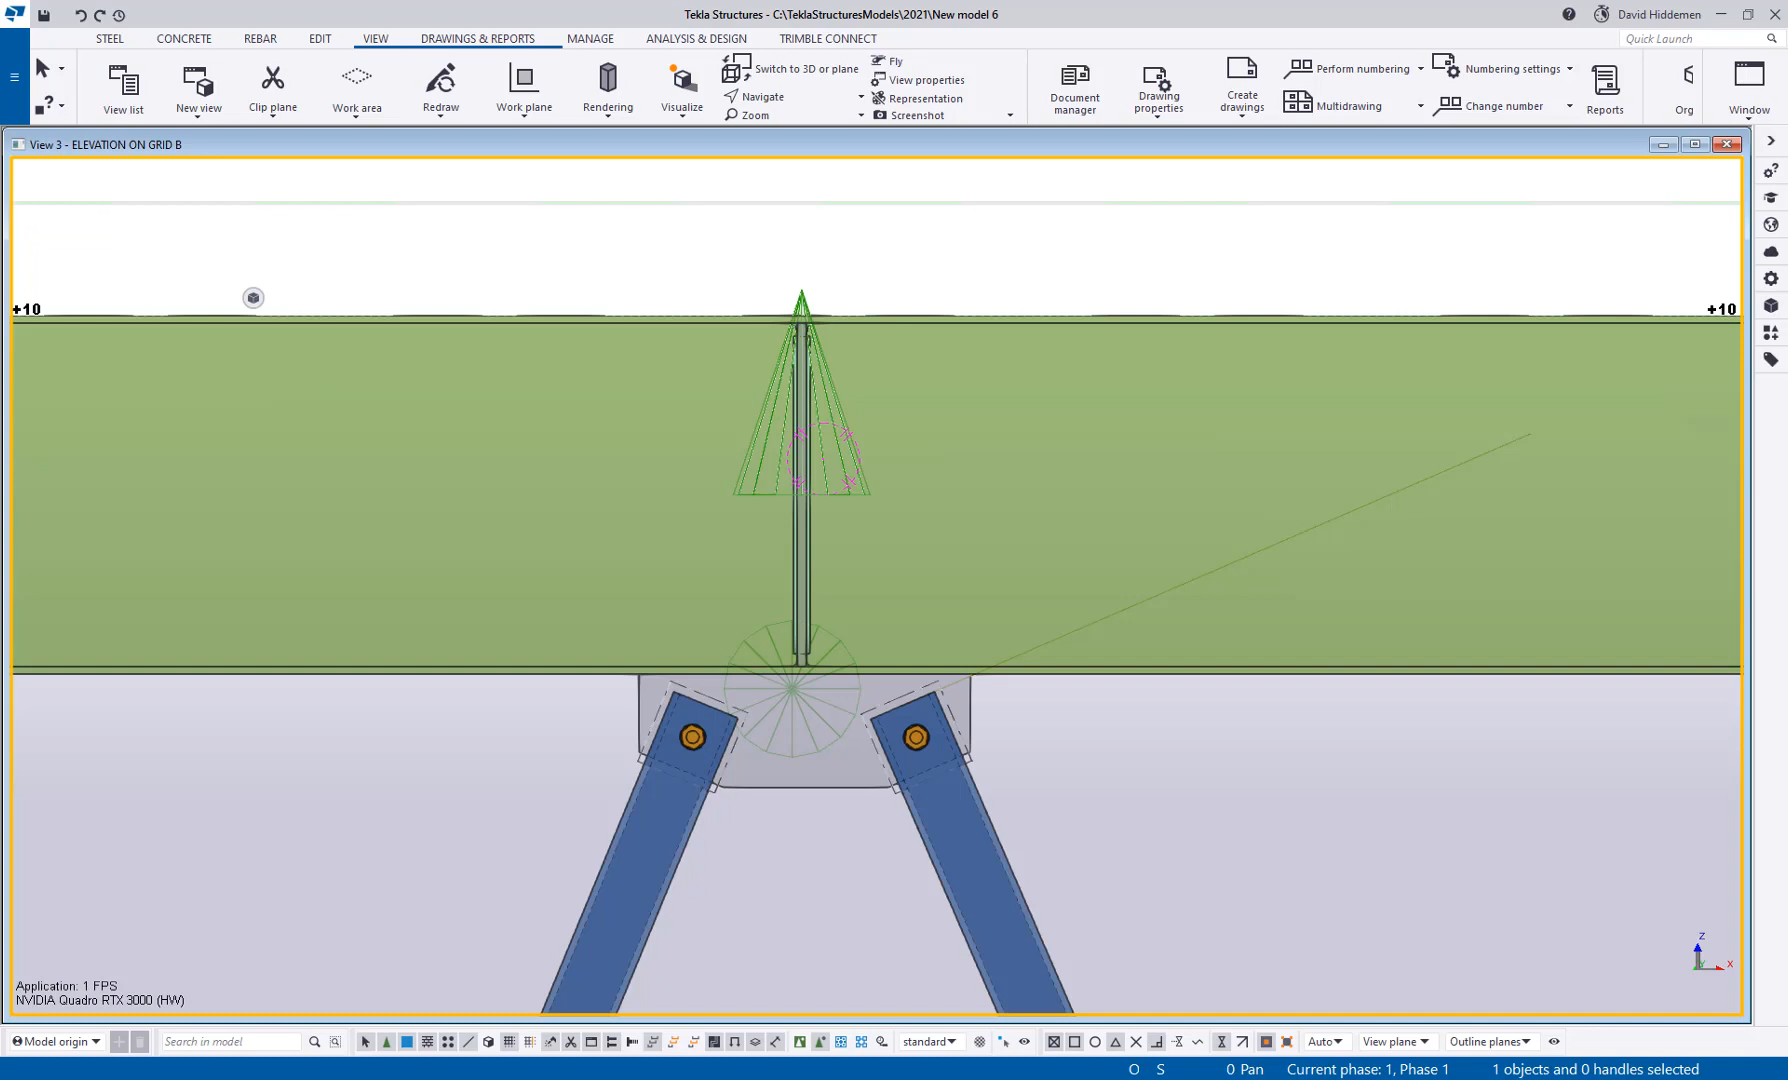 Tekla Structures - C:\TeklaStructuresModels\2021\New model 6
David Hiddemen
STEEL CONCRETE REBAR EDIT VIEW DRAWINGS & REPORTS MANAGE ANALYSIS & DESIGN TRIMBLE CONNECT
Quick Launch
View list
New view
Clip plane
Work area
Redraw
Work plane
Rendering
Visualize
Switch to 3D or plane
Navigate
Zoom
Fly
View properties
Representation
Screenshot
Document manager
Drawing properties
Create drawings
Perform numbering
Multidrawing
Numbering settings
Change number
Reports
Org
Window
View 3 - ELEVATION ON GRID B
+10
+10
Z
X
Y
Application: 1 FPS
NVIDIA Quadro RTX 3000 (HW)
Model origin
Search in model
standard
Auto
View plane
Outline planes
O S 0 Pan Current phase: 1, Phase 1 1 objects and 0 handles selected